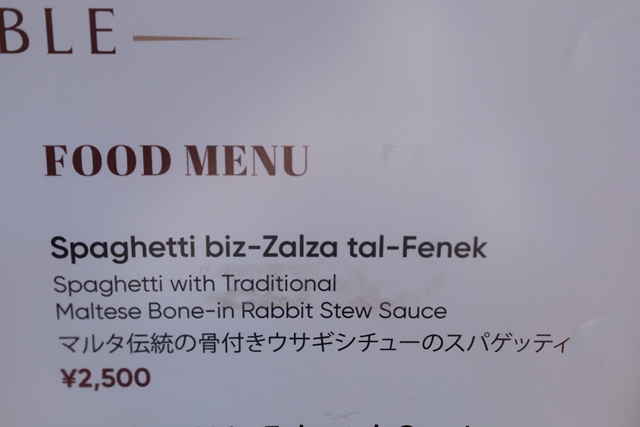 BLE
FOOD MENU
Spaghetti biz-Zalza tal-Fenek
Spaghetti with Traditional
Maltese Bone-in Rabbit Stew Sauce
マルタ伝統の骨付きウサギシチューのスパゲッティ
¥2,500